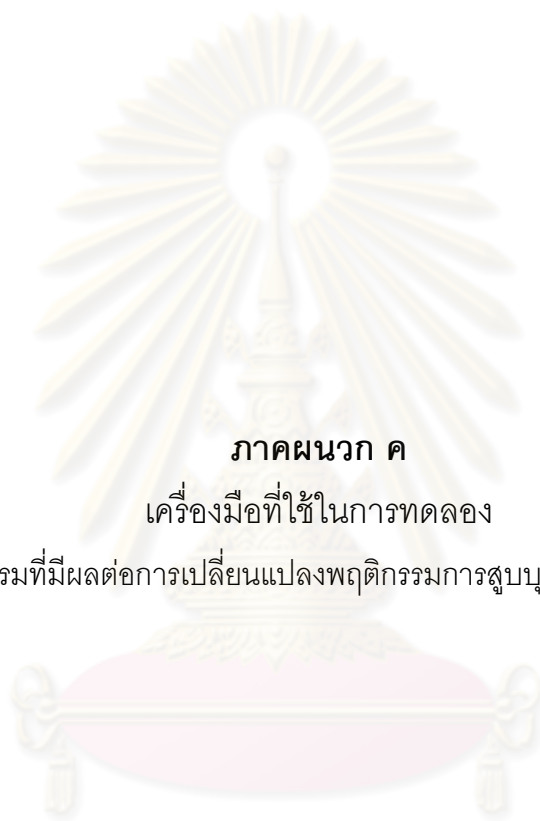 ภาคผนวก ค
เครื่องมือที่ใช้ในการทดลอง
รมที่มีผลต่อการเปลี่ยนแปลงพฤติกรรมการสูบบุ